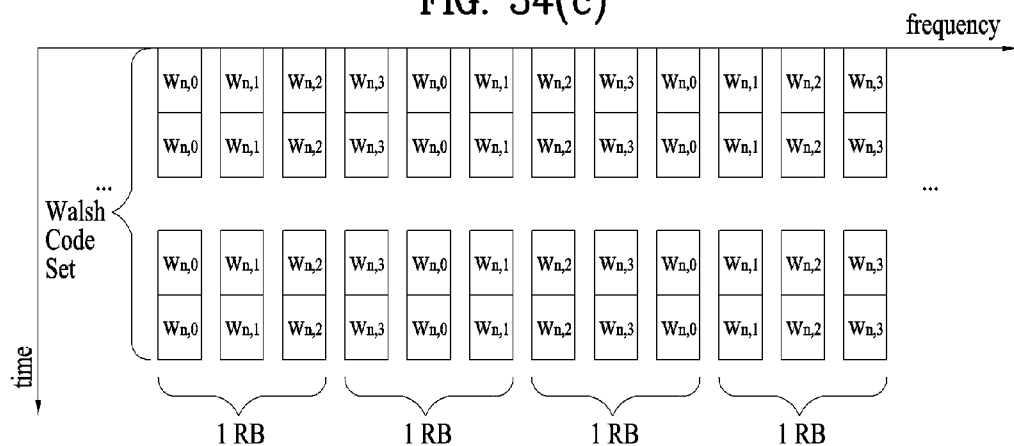 FIG. 34(c)
frequency
Wn,0 Wn,1 Wn,2 Wn,3 Wn,0 Wn,1 Wn,2 Wn,3 Wn,0 Wn,1 Wn,2 Wn,3
Wn,0 Wn,1 Wn,2 Wn,3 Wn,0 Wn,1 Wn,2 Wn,3 Wn,0 Wn,1 Wn,2 Wn,3
... ...
Walsh
Code
Set
Wn,0 Wn,1 Wn,2 Wn,3 Wn,0 Wn,1 Wn,2 Wn,3 Wn,0 Wn,1 Wn,2 Wn,3
Wn,0 Wn,1 Wn,2 Wn,3 Wn,0 Wn,1 Wn,2 Wn,3 Wn,0 Wn,1 Wn,2 Wn,3
time
1 RB 1 RB 1 RB 1 RB